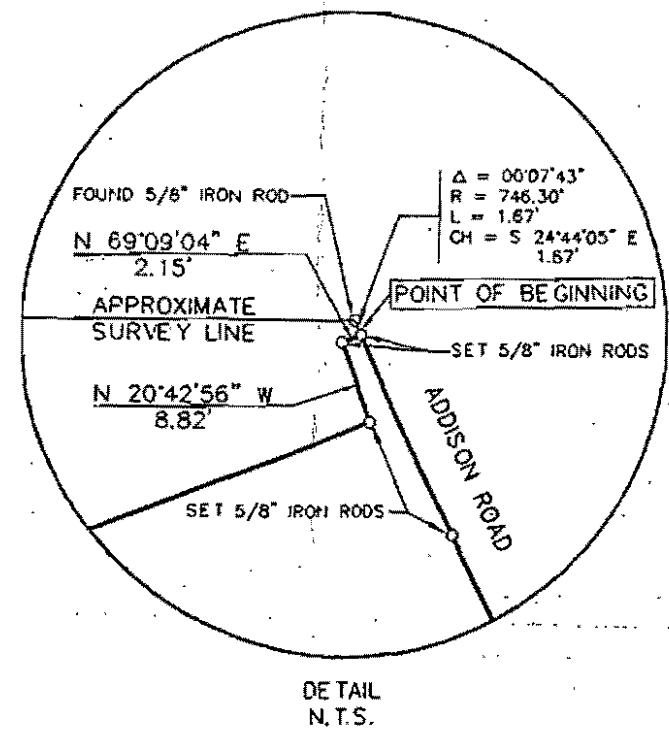 FOUND 5/8" IRON ROD
N 69°09'04" E
2.15'
APPROXIMATE
SURVEY LINE
N 20°42'56" W
8.82'
SET 5/8" IRON RODS
Δ = 00°07'43"
R = 746.30'
L = 1.67'
CH = S 24°44'05" E
1.67'
POINT OF BEGINNING
SET 5/8" IRON RODS
ADDISON ROAD
DETAIL
N.T.S.